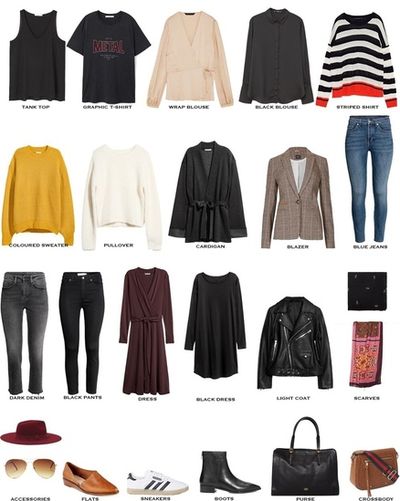 METAL
TANK TOP
GRAPHIC T-SHIRT
WRAP BLOUSE
BLACK BLOUSE
STRIPED SHIRT
COLOURED SWEATER
PULLOVER
CARDIGAN
BLAZER
BLUE JEANS
DARK DENIM
BLACK PANTS
DRESS
BLACK DRESS
LIGHT COAT
SCARVES
ACCESSORIES
FLATS
SNEAKERS
BOOTS
PURSE
CROSSBODY